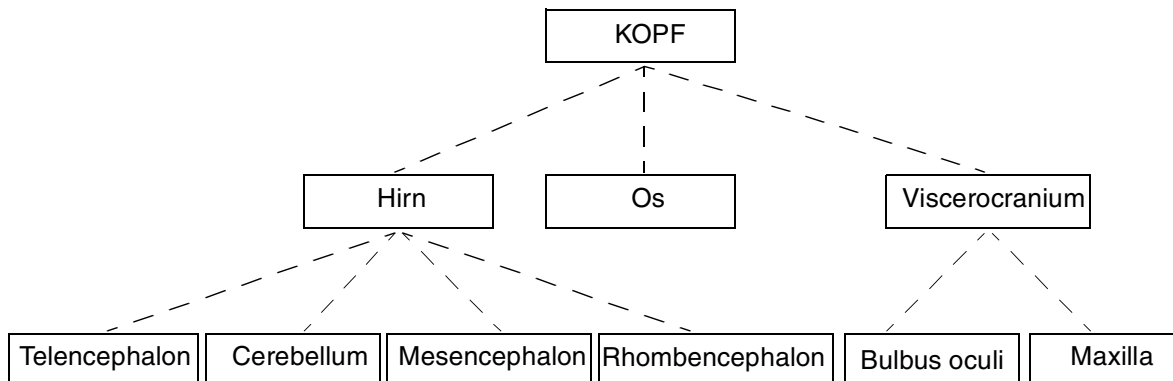 KOPF
Hirn
Os
Viscerocranium
Telencephalon
Cerebellum
Mesencephalon
Rhombencephalon
Bulbus oculi
Maxilla